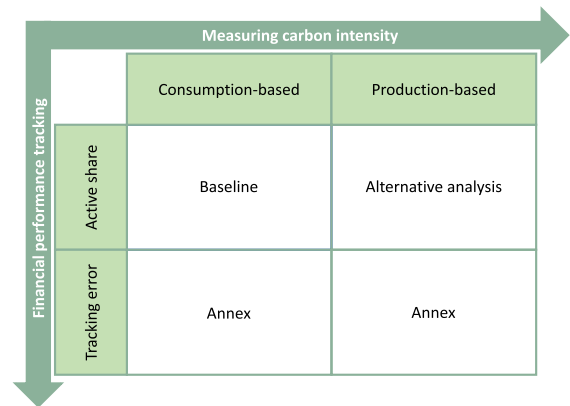 Measuring carbon intensity
Financial performance tracking
Consumption-based
Production-based
Active share
Baseline
Alternative analysis
Tracking error
Annex
Annex